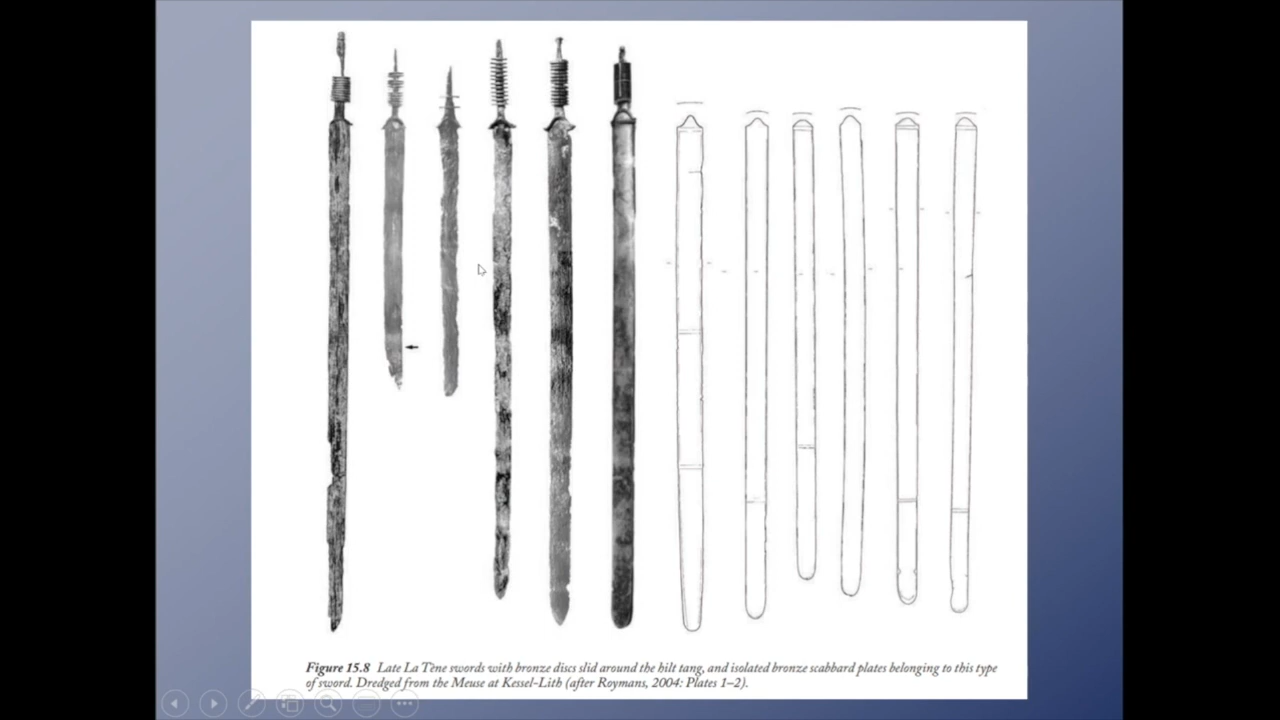 Figure 15.8 Late La Tène swords with bronze discs slid around the hilt tang, and isolated bronze scabbard plates belonging to this type
of sword. Dredged from the Meuse at Kessel-Lith (after Roymans, 2004: Plates 1–2).